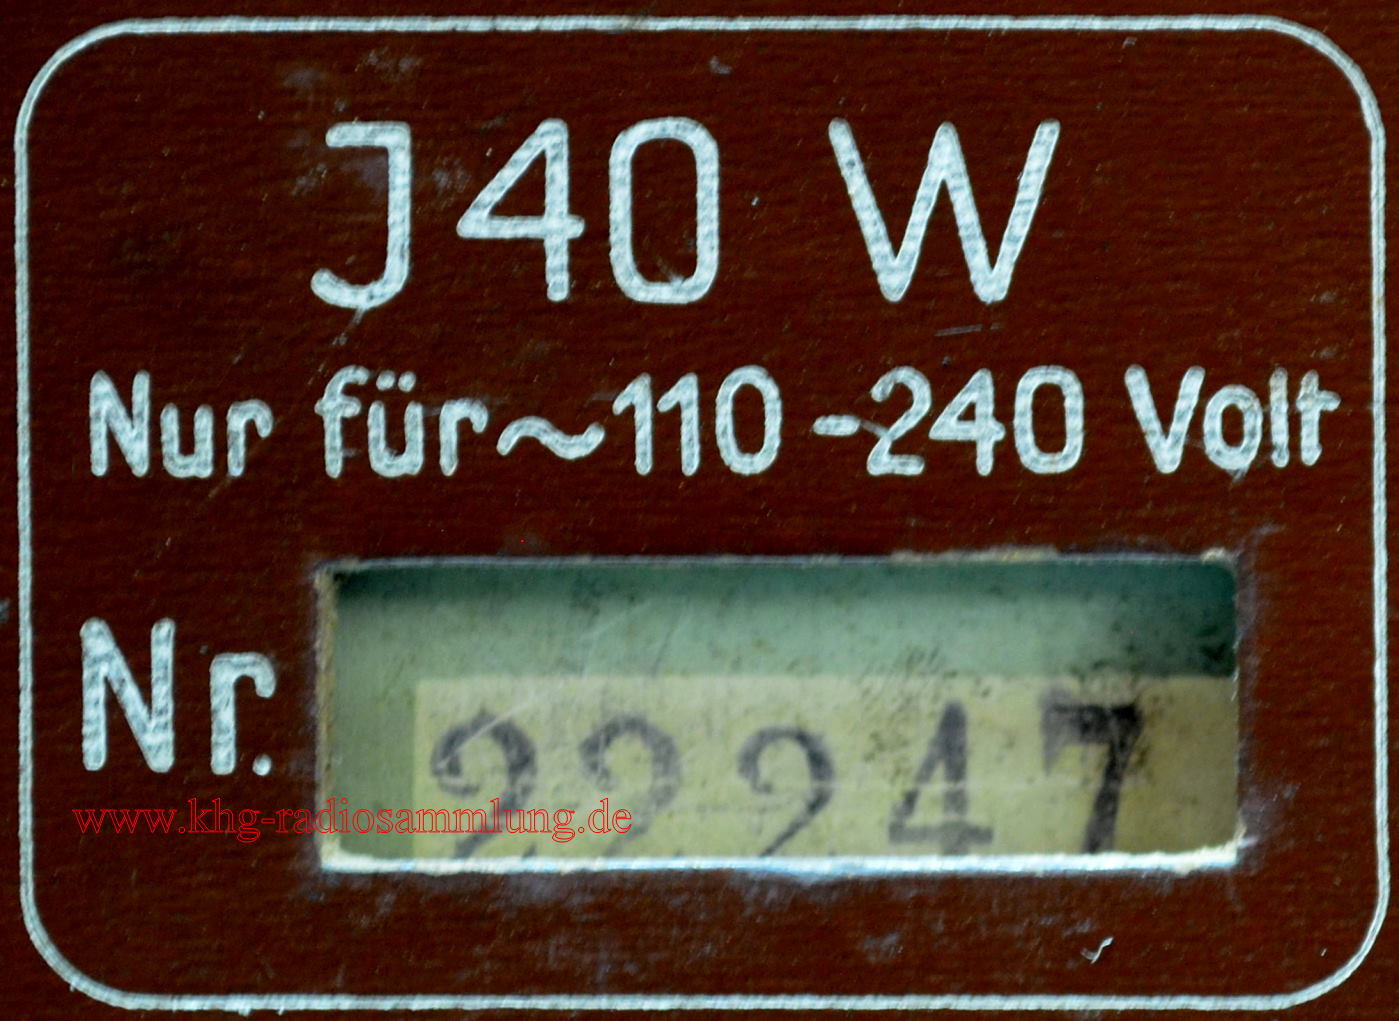 J40 W
Nur für ~110-240 Volt
Nr. 22247
www.khg-radiosammlung.de